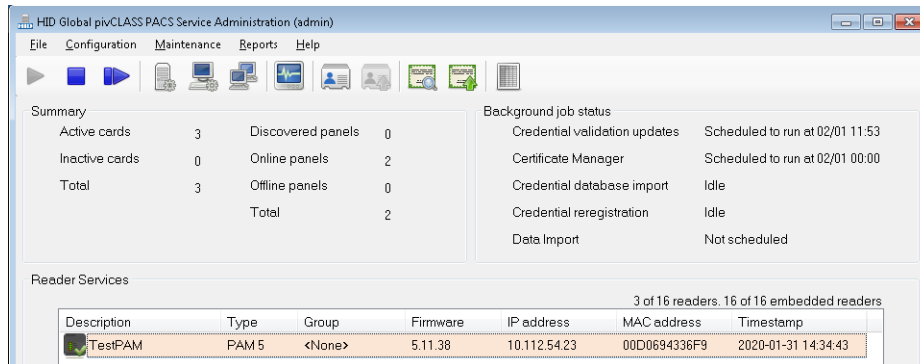 HID Global pivCLASS PACS Service Administration (admin)
File Configuration Maintenance Reports Help
Summary
Active cards 3 Discovered panels 0
Inactive cards 0 Online panels 2
Total 3 Offline panels 0
Total 2
Background job status
Credential validation updates Scheduled to run at 02/01 11:53
Certificate Manager Scheduled to run at 02/01 00:00
Credential database import Idle
Credential reregistration Idle
Data Import Not scheduled
Reader Services
3 of 16 readers. 16 of 16 embedded readers
Description Type Group Firmware IP address MAC address Timestamp
TestPAM PAM 5 <None> 5.11.38 10.112.54.23 00D0694336F9 2020-01-31 14:34:43